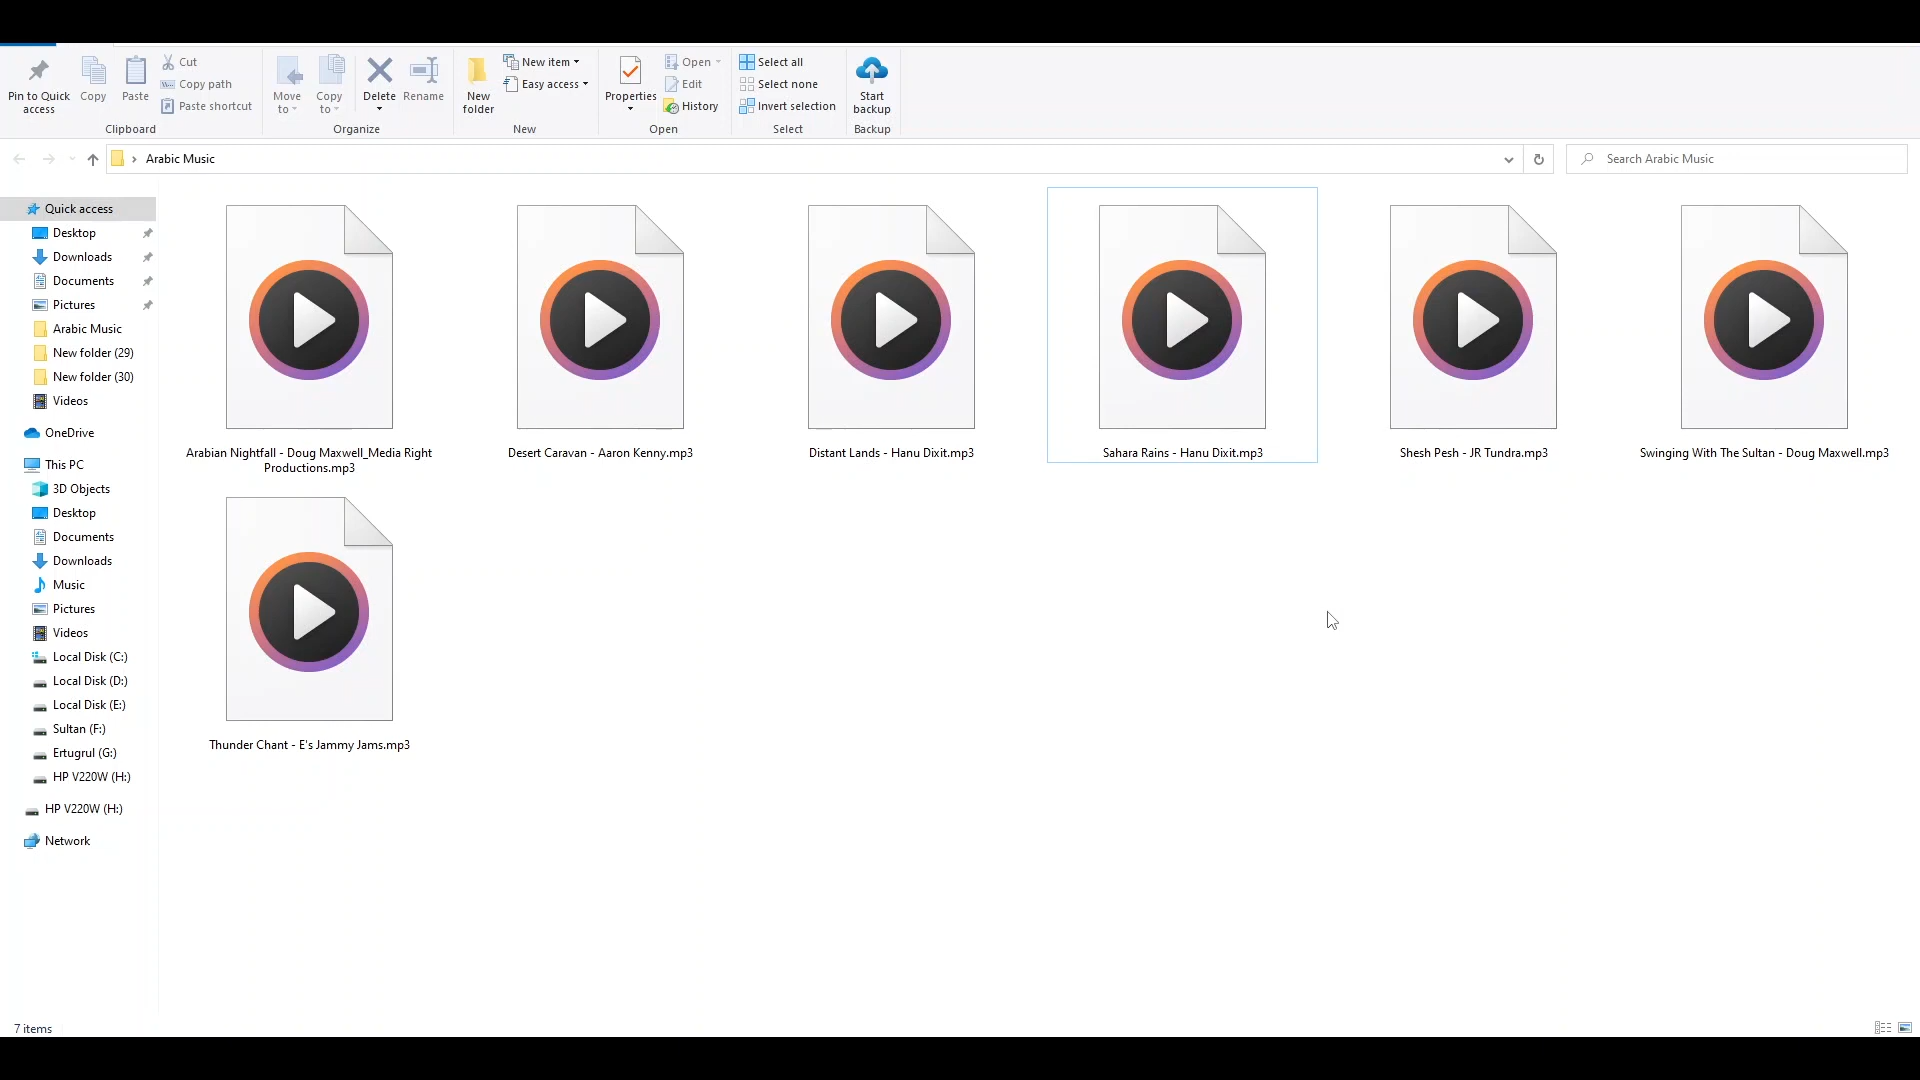 Pin to Quick access
Copy
Paste
Cut
Copy path
Paste shortcut
Clipboard
Move to
Copy to
Delete
Rename
Organize
New folder
New item
Easy access
New
Properties
Open
Edit
History
Open
Select all
Select none
Invert selection
Select
Start backup
Backup
Arabic Music
Search Arabic Music
Quick access
Desktop
Downloads
Documents
Pictures
Arabic Music
New folder (29)
New folder (30)
Videos
OneDrive
This PC
3D Objects
Desktop
Documents
Downloads
Music
Pictures
Videos
Local Disk (C:)
Local Disk (D:)
Local Disk (E:)
Sultan (F:)
Ertugrul (G:)
HP V220W (H:)
HP V220W (H:)
Network
Arabian Nightfall - Doug Maxwell_Media Right
Productions.mp3
Desert Caravan - Aaron Kenny.mp3
Distant Lands - Hanu Dixit.mp3
Sahara Rains - Hanu Dixit.mp3
Shesh Pesh - JR Tundra.mp3
Swinging With The Sultan - Doug Maxwell.mp3
Thunder Chant - E's Jammy Jams.mp3
7 items